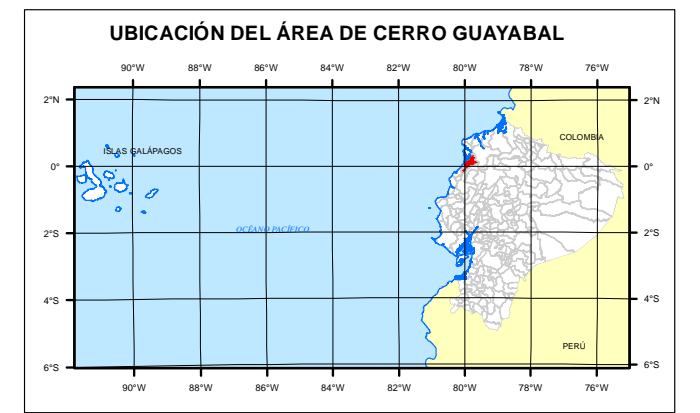 UBICACIÓN DEL ÁREA DE CERRO GUAYABAL
90°W 88°W 86°W 84°W 82°W 80°W 78°W 76°W
2°N 2°N
COLOMBIA
ISLAS GALÁPAGOS
0° 0°
OCÉANO PACÍFICO
2°S 2°S
4°S 4°S
PERÚ
6°S 6°S
90°W 88°W 86°W 84°W 82°W 80°W 78°W 76°W